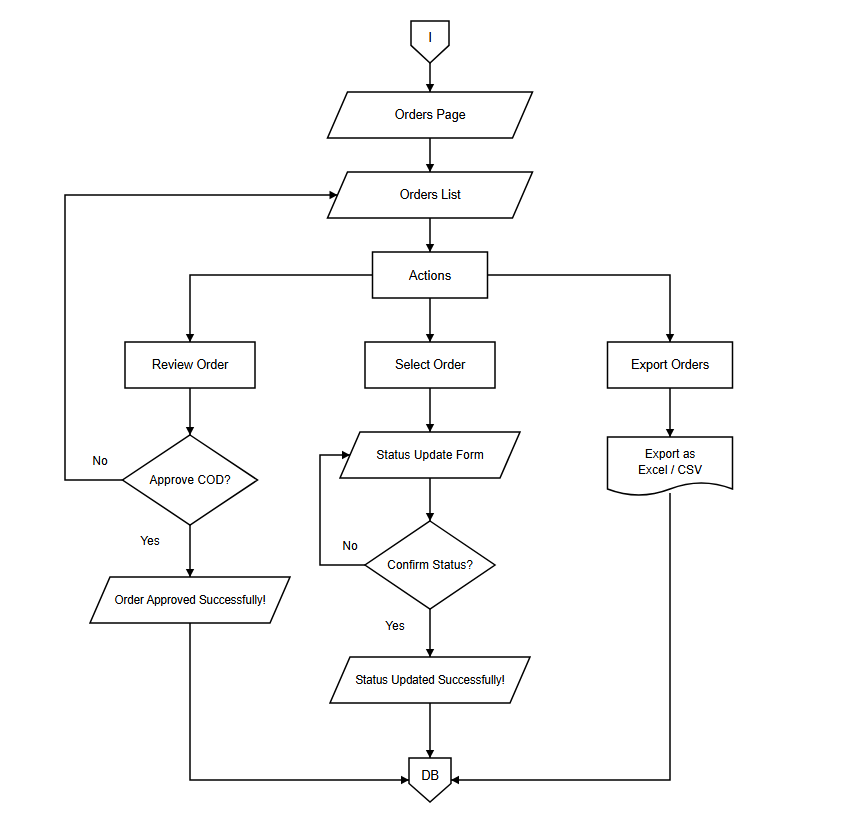 I
Orders Page
Orders List
Actions
Review Order
Select Order
Export Orders
Status Update Form
Export as
Excel / CSV
No
Approve COD?
Yes
No
Confirm Status?
Order Approved Successfully!
Yes
Status Updated Successfully!
DB